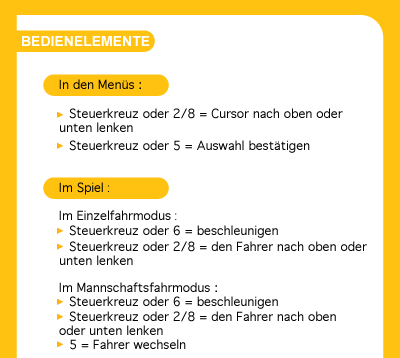 BEDIENELEMENTE
In den Menüs :
Steuerkreuz oder 2/8 = Cursor nach oben oder
unten lenken
Steuerkreuz oder 5 = Auswahl bestätigen
Im Spiel :
Im Einzelfahrmodus :
Steuerkreuz oder 6 = beschleunigen
Steuerkreuz oder 2/8 = den Fahrer nach oben oder
unten lenken
Im Mannschaftsfahrmodus :
Steuerkreuz oder 6 = beschleunigen
Steuerkreuz oder 2/8 = den Fahrer nach oben
oder unten lenken
5 = Fahrer wechseln